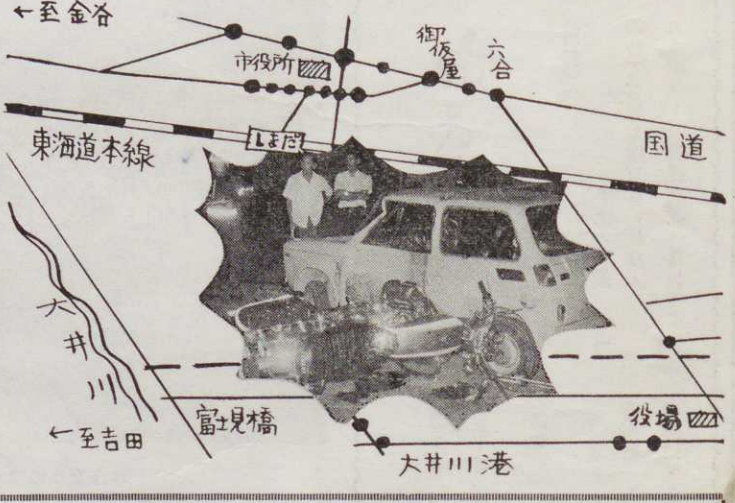 ←至金谷
市役所
御仮屋
六合
しまだ
東海道本線
国道
大井川
←至吉田
富士見橋
大井川港
役場